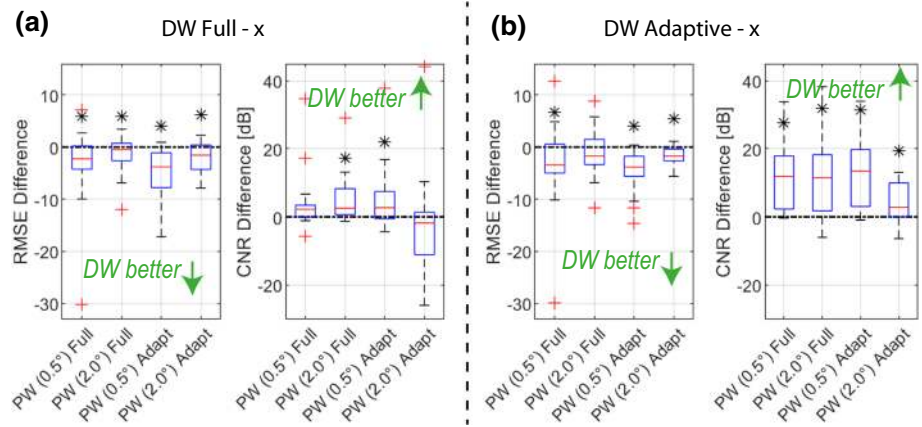 (a)
DW Full - x
RMSE Difference
10
0
-10
-20
-30
DW better
PW (0.5°) Full
PW (2.0°) Full
PW (0.5°) Adapt
PW (2.0°) Adapt
CNR Difference [dB]
40
20
0
-20
DW better
PW (0.5°) Full
PW (2.0°) Full
PW (0.5°) Adapt
PW (2.0°) Adapt
(b)
DW Adaptive - x
RMSE Difference
10
0
-10
-20
-30
DW better
PW (0.5°) Full
PW (2.0°) Full
PW (0.5°) Adapt
PW (2.0°) Adapt
CNR Difference [dB]
40
20
0
-20
DW better
PW (0.5°) Full
PW (2.0°) Full
PW (0.5°) Adapt
PW (2.0°) Adapt